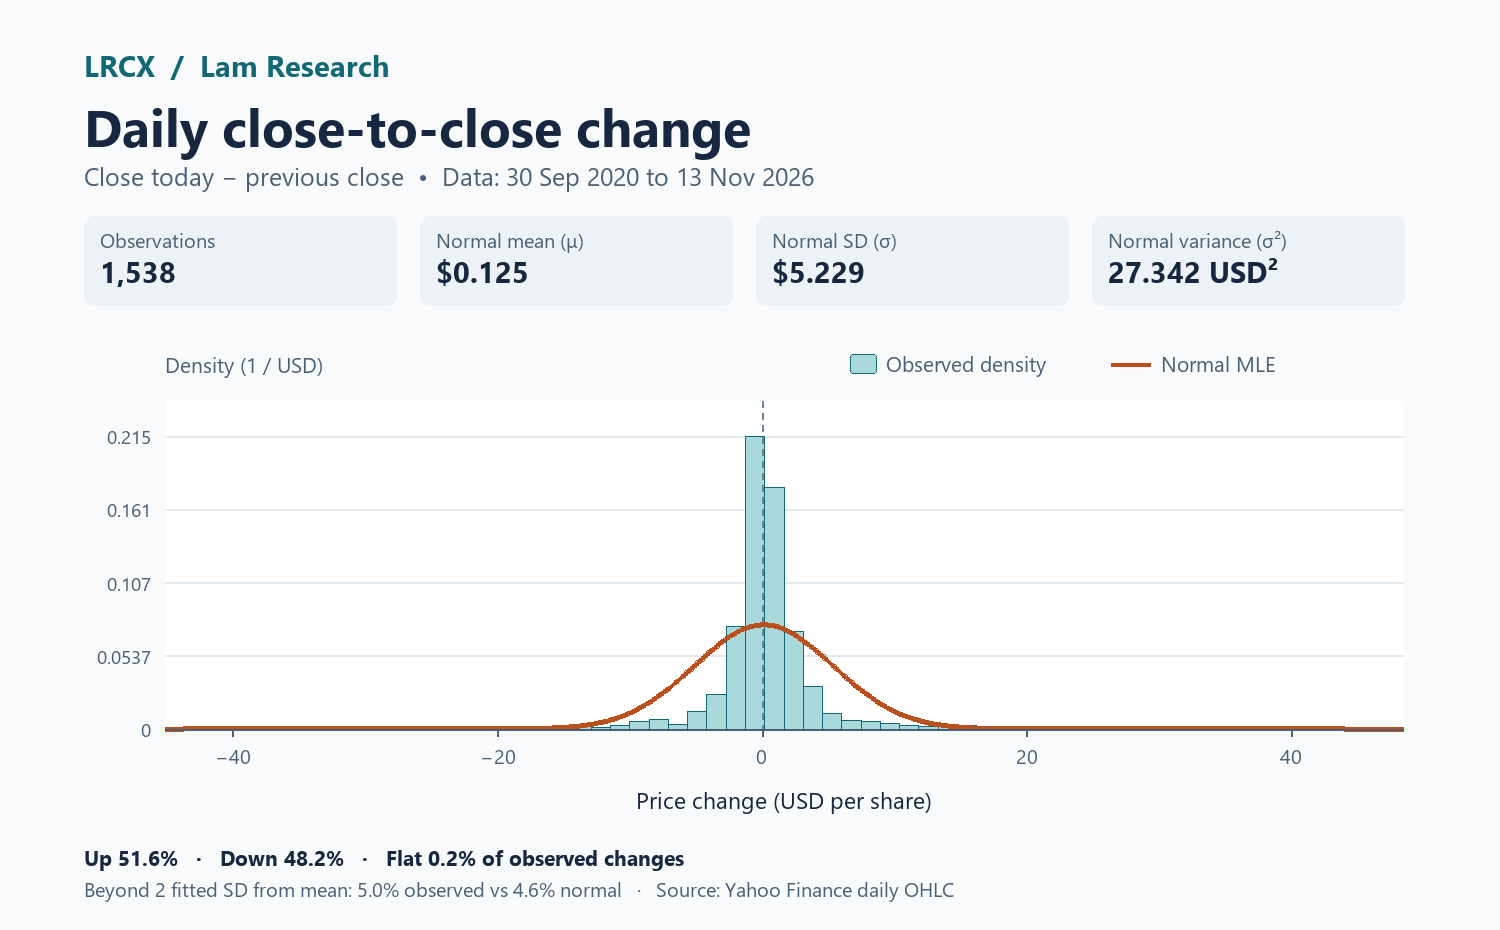 LRCX / Lam Research
Daily close-to-close change
Close today − previous close • Data: 30 Sep 2020 to 13 Nov 2026
Observations
1,538
Normal mean (μ)
$0.125
Normal SD (σ)
$5.229
Normal variance (σ²)
27.342 USD²
Density (1 / USD)
Observed density
Normal MLE
0.215
0.161
0.107
0.0537
0
−40
−20
0
20
40
Price change (USD per share)
Up 51.6% · Down 48.2% · Flat 0.2% of observed changes
Beyond 2 fitted SD from mean: 5.0% observed vs 4.6% normal · Source: Yahoo Finance daily OHLC